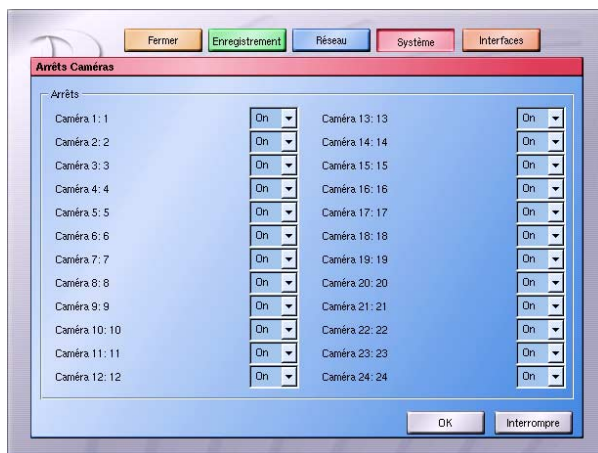 Fermer Enregistrement Réseau Système Interfaces
Arrêts Caméras
Arrêts
Caméra 1: 1 On Caméra 13: 13 On
Caméra 2: 2 On Caméra 14: 14 On
Caméra 3: 3 On Caméra 15: 15 On
Caméra 4: 4 On Caméra 16: 16 On
Caméra 5: 5 On Caméra 17: 17 On
Caméra 6: 6 On Caméra 18: 18 On
Caméra 7: 7 On Caméra 19: 19 On
Caméra 8: 8 On Caméra 20: 20 On
Caméra 9: 9 On Caméra 21: 21 On
Caméra 10: 10 On Caméra 22: 22 On
Caméra 11: 11 On Caméra 23: 23 On
Caméra 12: 12 On Caméra 24: 24 On
OK Interrompre